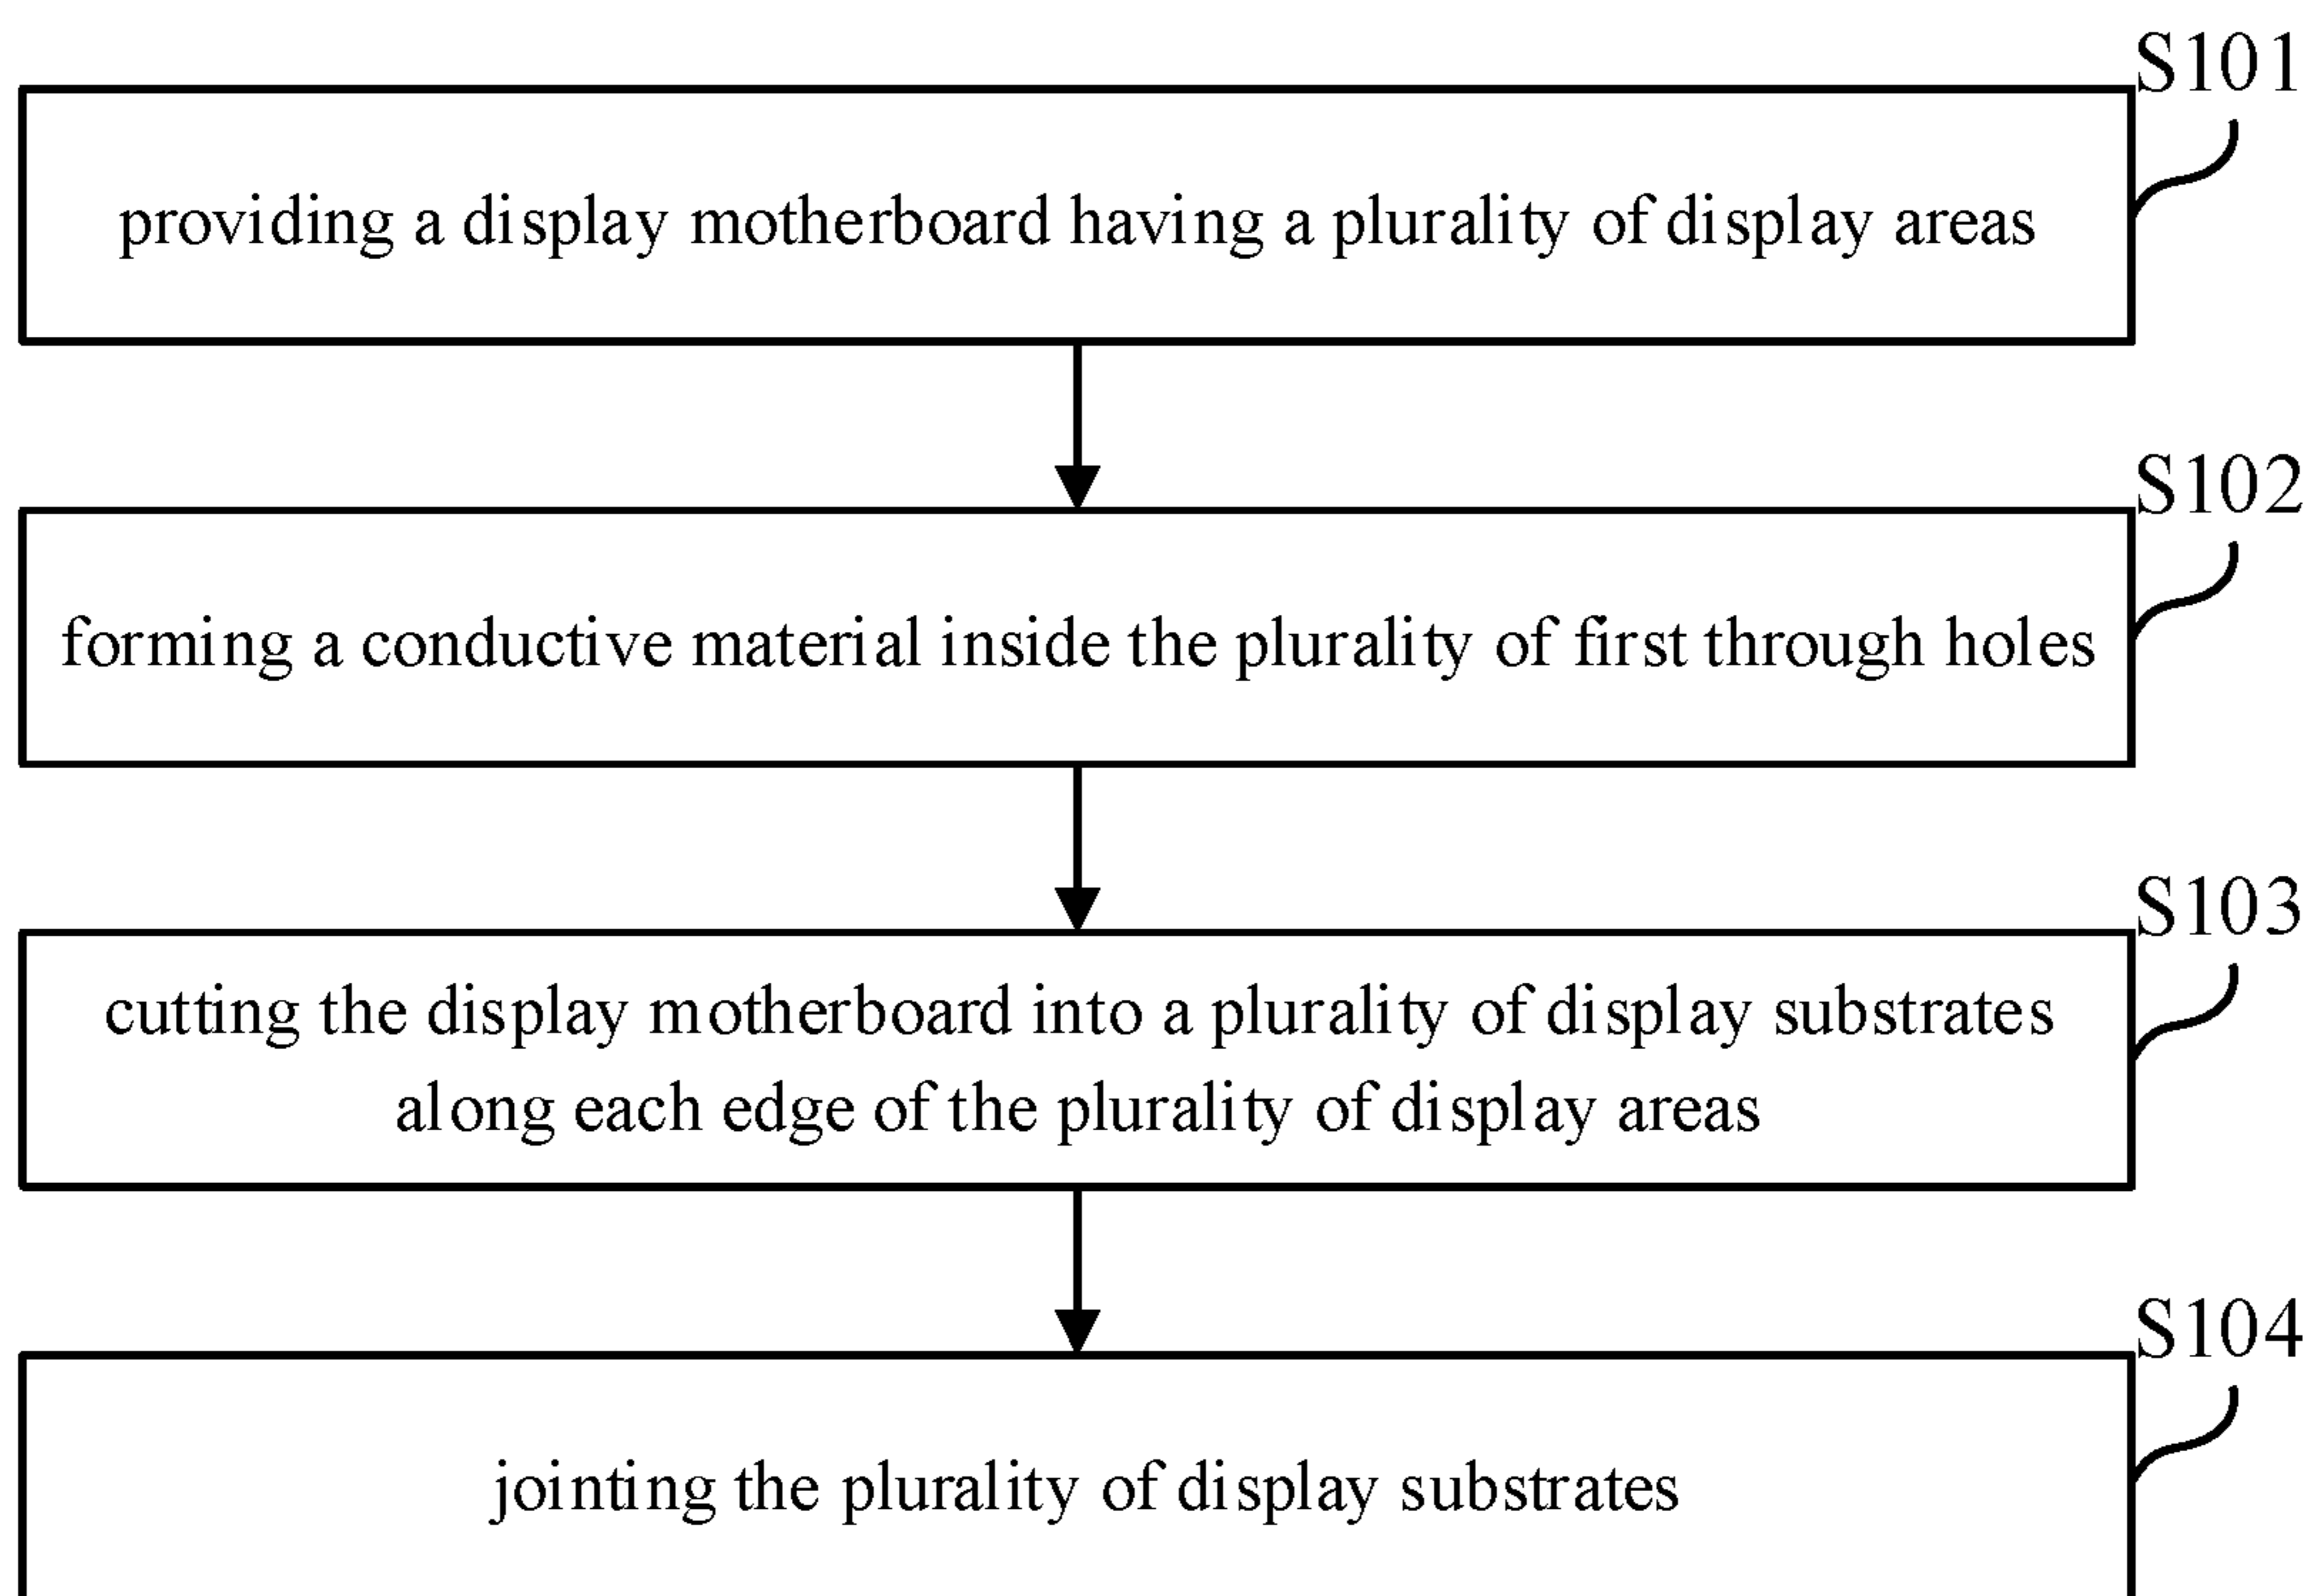 S101
providing a display motherboard having a plurality of display areas
S102
forming a conductive material inside the plurality of first through holes
S103
cutting the display motherboard into a plurality of display substrates
along each edge of the plurality of display areas
S104
jointing the plurality of display substrates